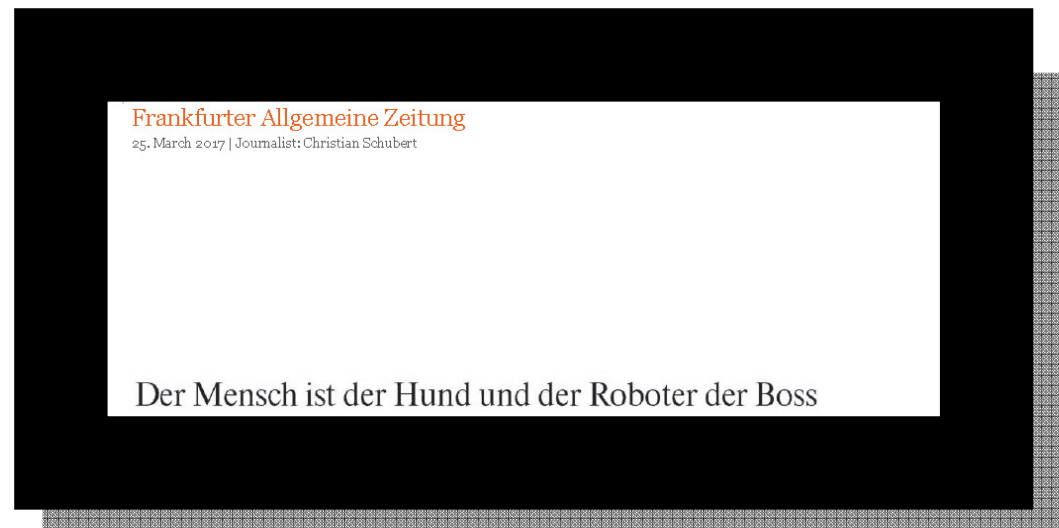 Frankfurter Allgemeine Zeitung
25. March 2017 | Journalist: Christian Schubert
Der Mensch ist der Hund und der Roboter der Boss